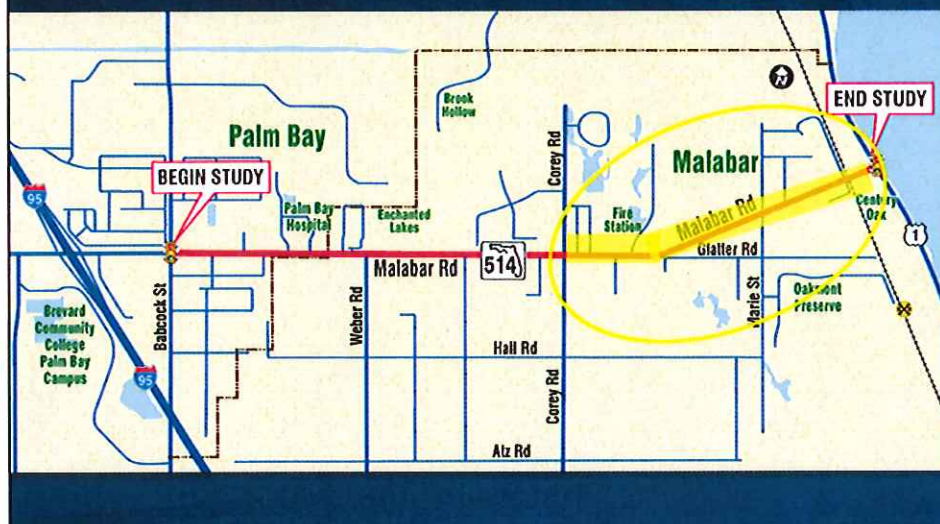 N
END STUDY
Brook
Hollow
Palm Bay
Malabar
BEGIN STUDY
Corey Rd
95
Palm Bay
Hospital
Enchanted
Lakes
Fire
Station
Malabar Rd
Century
Oak
1
Malabar Rd
514
Glatter Rd
Brevard
Community
College
Palm Bay
Campus
Babcock St
Weber Rd
Marie St
Oakmont
Preserve
Hall Rd
95
Corey Rd
Atz Rd